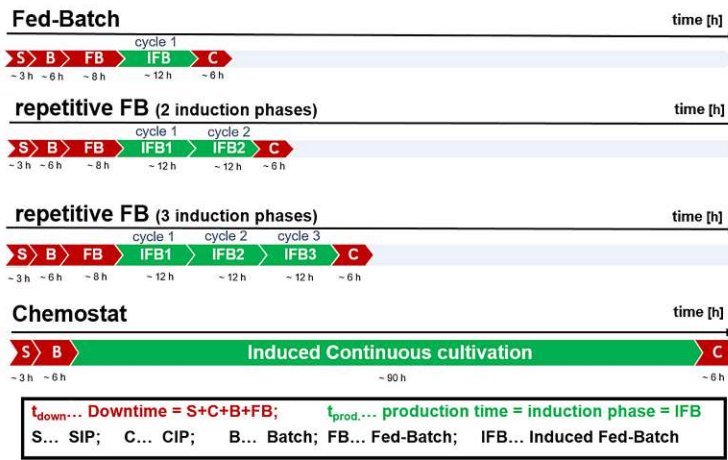 Fed-Batch time [h]
cycle 1
S B FB IFB C
~ 3 h ~ 6 h ~ 8 h ~ 12 h ~ 6 h
repetitive FB (2 induction phases) time [h]
cycle 1 cycle 2
S B FB IFB1 IFB2 C
~ 3 h ~ 6 h ~ 8 h ~ 12 h ~ 12 h ~ 6 h
repetitive FB (3 induction phases) time [h]
cycle 1 cycle 2 cycle 3
S B FB IFB1 IFB2 IFB3 C
~ 3 h ~ 6 h ~ 8 h ~ 12 h ~ 12 h ~ 12 h ~ 6 h
Chemostat time [h]
S B Induced Continuous cultivation C
~ 3 h ~ 6 h ~ 90 h ~ 6 h
tdown... Downtime = S+C+B+FB; tprod.... production time = induction phase = IFB
S... SIP; C... CIP; B... Batch; FB... Fed-Batch; IFB... Induced Fed-Batch